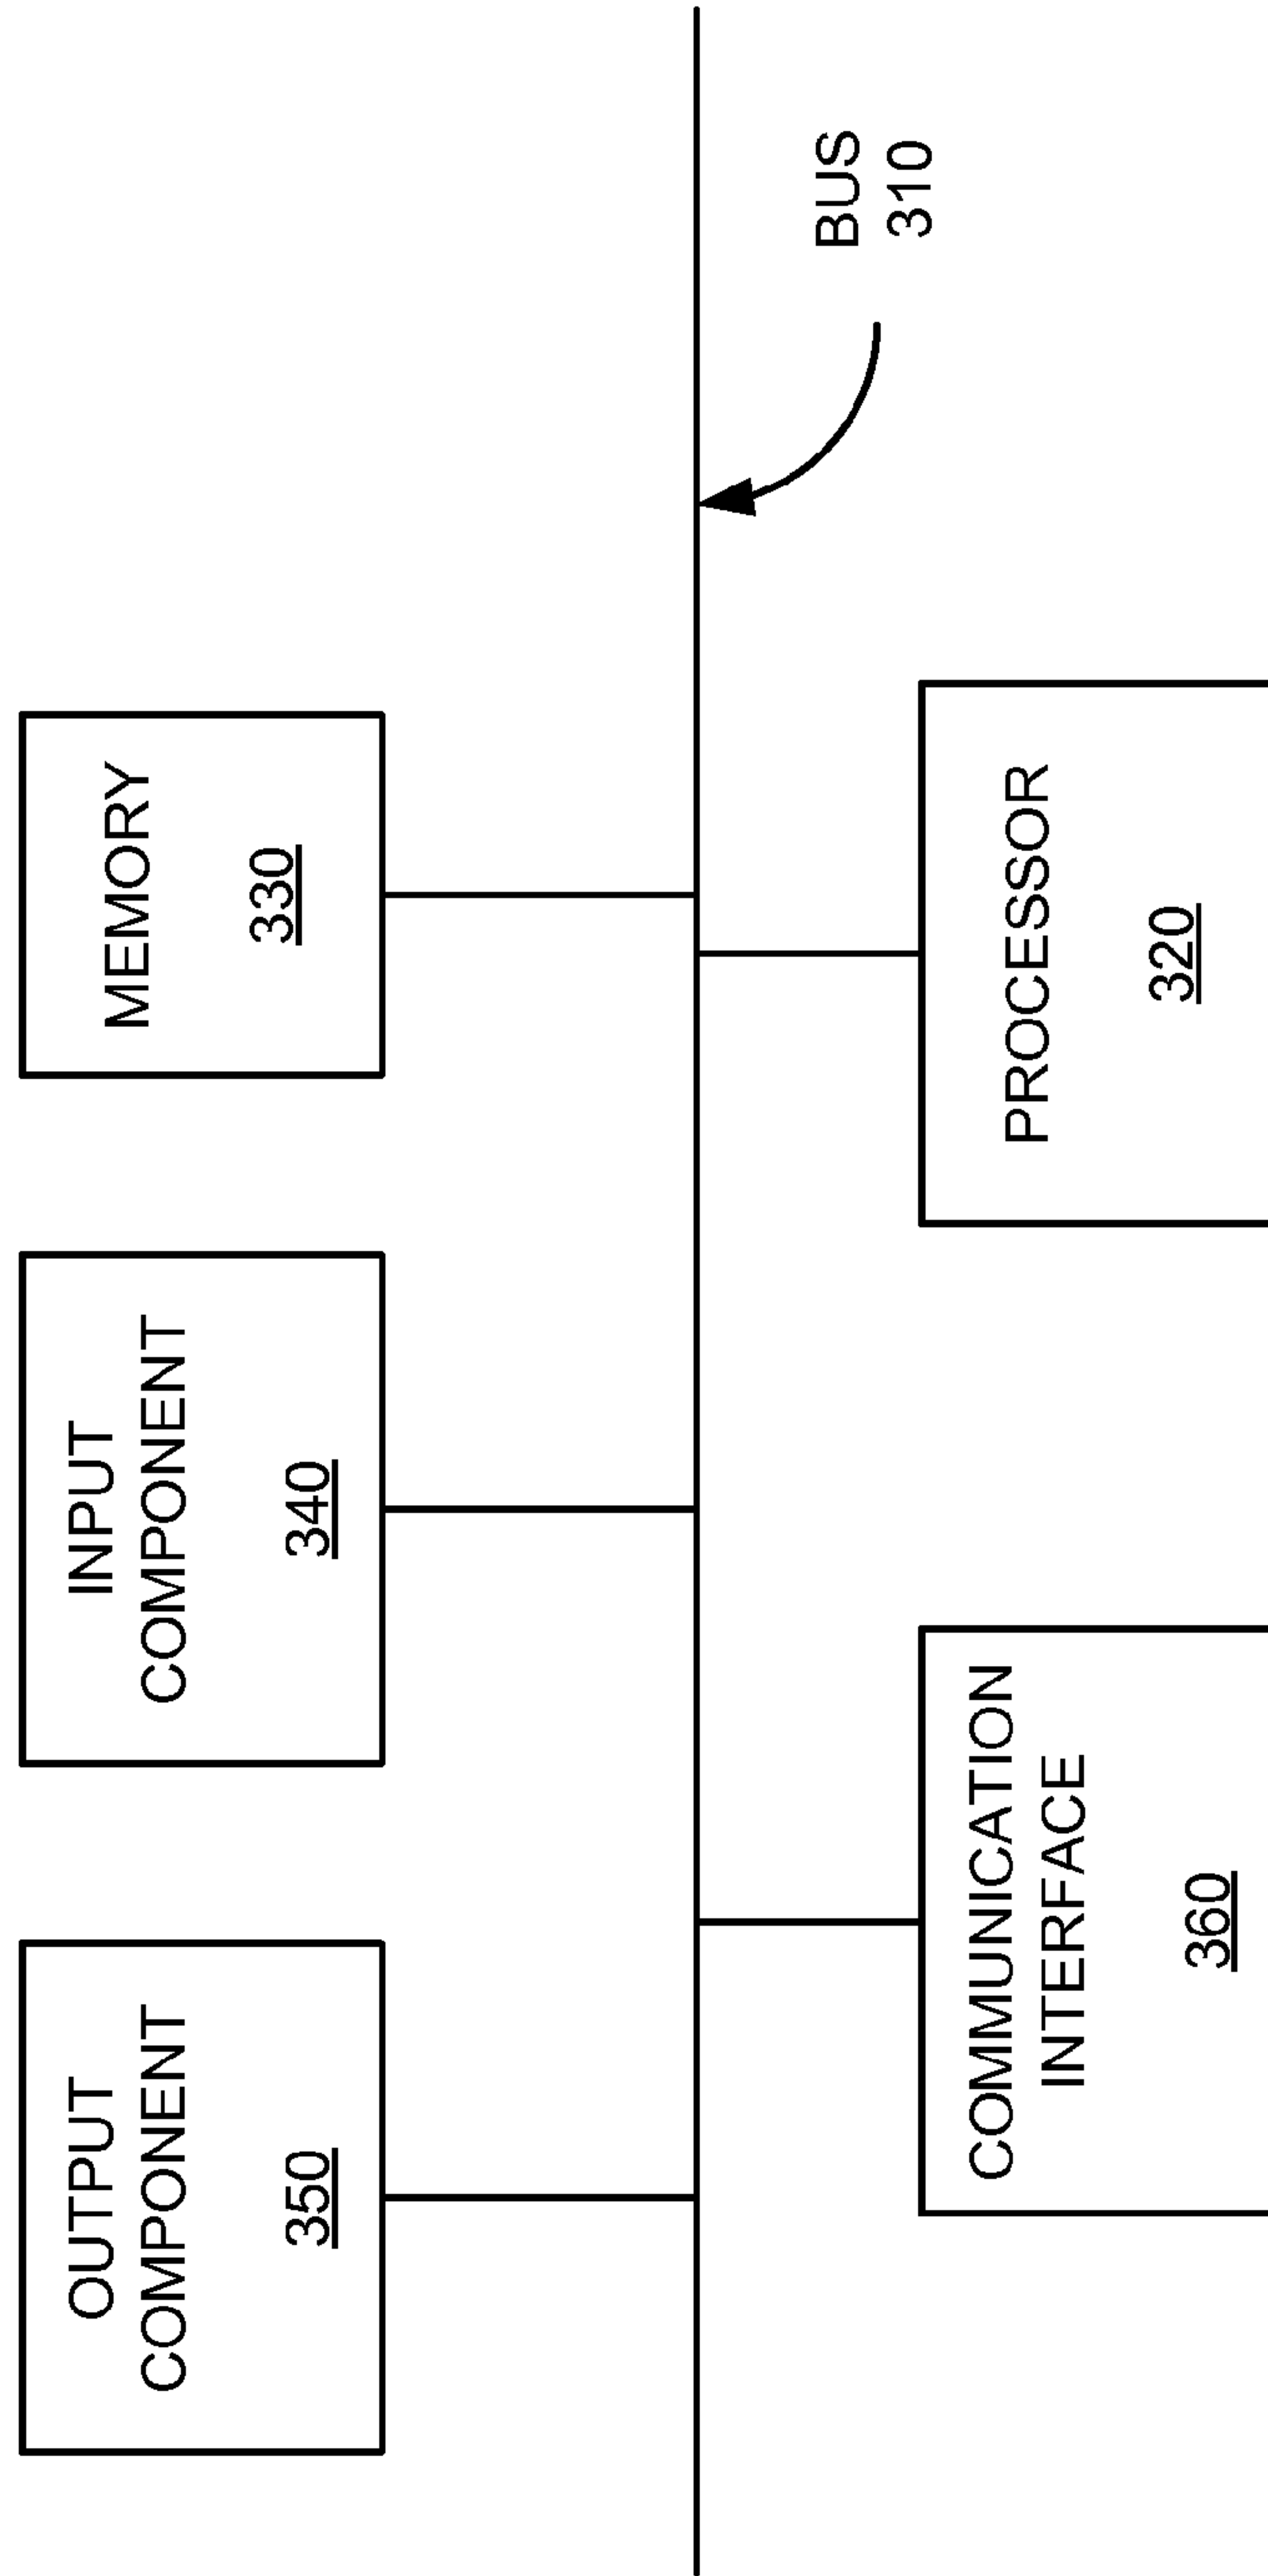 OUTPUT
COMPONENT
350
INPUT
COMPONENT
340
MEMORY
330
BUS
310
COMMUNICATION
INTERFACE
360
PROCESSOR
320